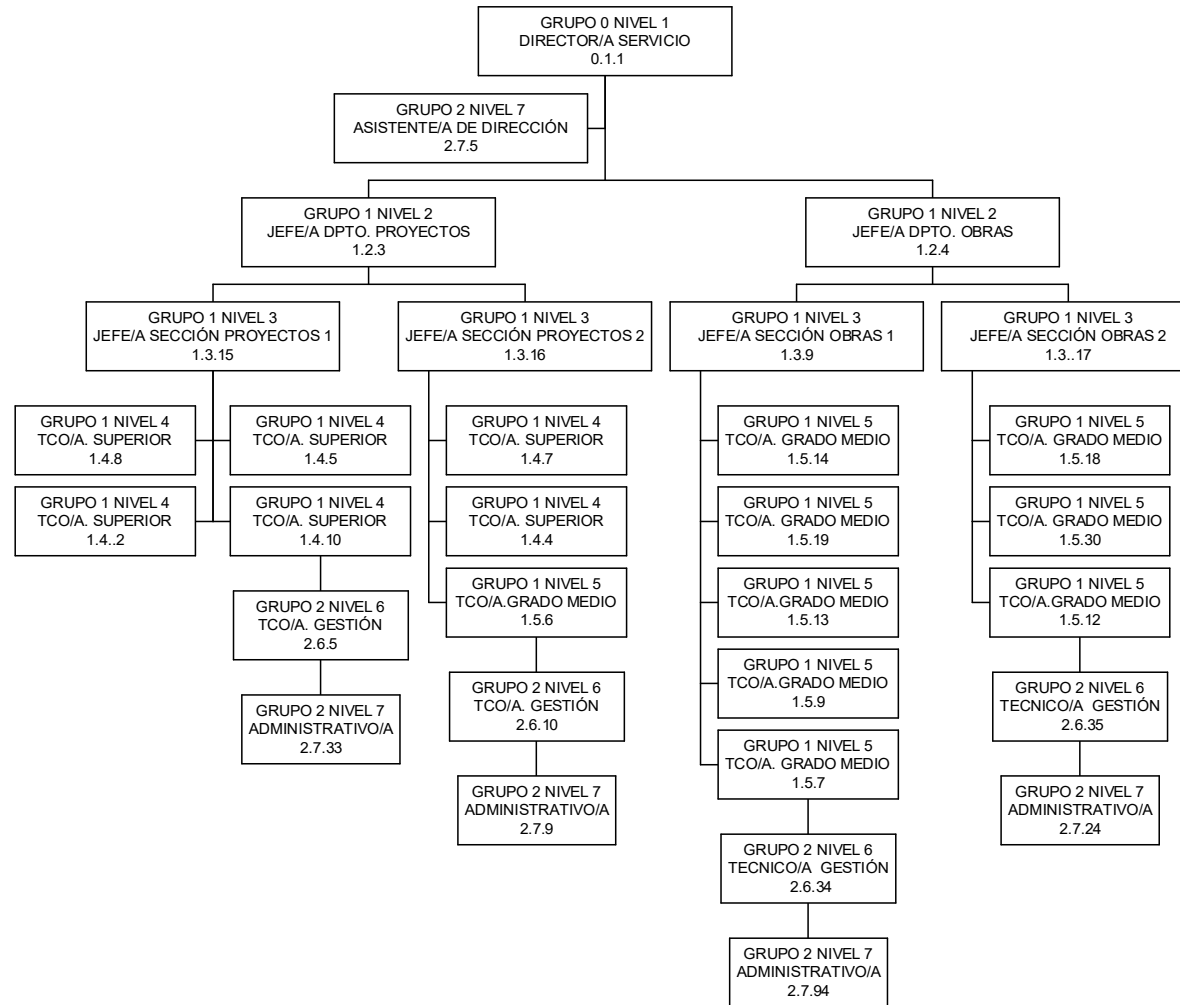 GRUPO 0 NIVEL 1
DIRECTOR/A SERVICIO
0.1.1
GRUPO 2 NIVEL 7
ASISTENTE/A DE DIRECCIÓN
2.7.5
GRUPO 1 NIVEL 2
JEFE/A DPTO. PROYECTOS
1.2.3
GRUPO 1 NIVEL 2
JEFE/A DPTO. OBRAS
1.2.4
GRUPO 1 NIVEL 3
JEFE/A SECCIÓN PROYECTOS 1
1.3.15
GRUPO 1 NIVEL 3
JEFE/A SECCIÓN PROYECTOS 2
1.3.16
GRUPO 1 NIVEL 3
JEFE/A SECCIÓN OBRAS 1
1.3.9
GRUPO 1 NIVEL 3
JEFE/A SECCIÓN OBRAS 2
1.3..17
GRUPO 1 NIVEL 4
TCO/A. SUPERIOR
1.4.8
GRUPO 1 NIVEL 4
TCO/A. SUPERIOR
1.4.5
GRUPO 1 NIVEL 4
TCO/A. SUPERIOR
1.4..2
GRUPO 1 NIVEL 4
TCO/A. SUPERIOR
1.4.10
GRUPO 2 NIVEL 6
TCO/A. GESTIÓN
2.6.5
GRUPO 2 NIVEL 7
ADMINISTRATIVO/A
2.7.33
GRUPO 1 NIVEL 4
TCO/A. SUPERIOR
1.4.7
GRUPO 1 NIVEL 4
TCO/A. SUPERIOR
1.4.4
GRUPO 1 NIVEL 5
TCO/A.GRADO MEDIO
1.5.6
GRUPO 2 NIVEL 6
TCO/A. GESTIÓN
2.6.10
GRUPO 2 NIVEL 7
ADMINISTRATIVO/A
2.7.9
GRUPO 1 NIVEL 5
TCO/A. GRADO MEDIO
1.5.14
GRUPO 1 NIVEL 5
TCO/A. GRADO MEDIO
1.5.19
GRUPO 1 NIVEL 5
TCO/A.GRADO MEDIO
1.5.13
GRUPO 1 NIVEL 5
TCO/A.GRADO MEDIO
1.5.9
GRUPO 1 NIVEL 5
TCO/A. GRADO MEDIO
1.5.7
GRUPO 2 NIVEL 6
TECNICO/A  GESTIÓN
2.6.34
GRUPO 2 NIVEL 7
ADMINISTRATIVO/A
2.7.94
GRUPO 1 NIVEL 5
TCO/A. GRADO MEDIO
1.5.18
GRUPO 1 NIVEL 5
TCO/A. GRADO MEDIO
1.5.30
GRUPO 1 NIVEL 5
TCO/A.GRADO MEDIO
1.5.12
GRUPO 2 NIVEL 6
TECNICO/A  GESTIÓN
2.6.35
GRUPO 2 NIVEL 7
ADMINISTRATIVO/A
2.7.24